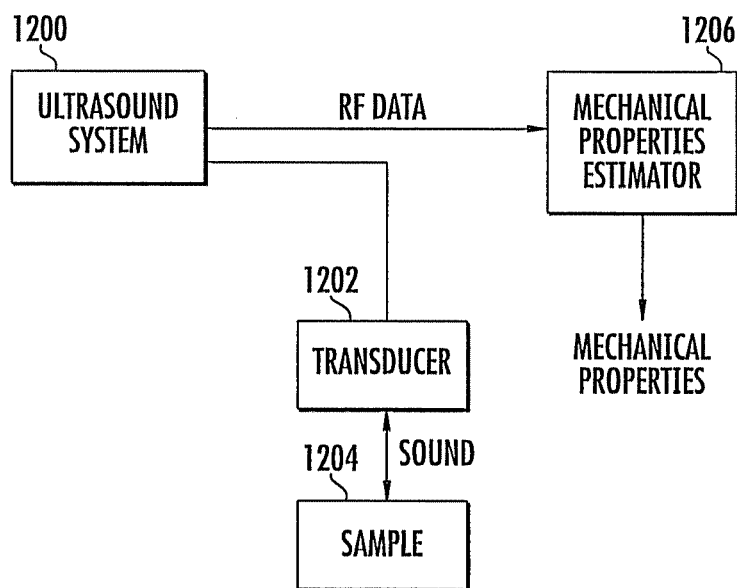 1200
1206
ULTRASOUND
SYSTEM
RF DATA
MECHANICAL
PROPERTIES
ESTIMATOR
1202
TRANSDUCER
MECHANICAL
PROPERTIES
1204
SOUND
SAMPLE